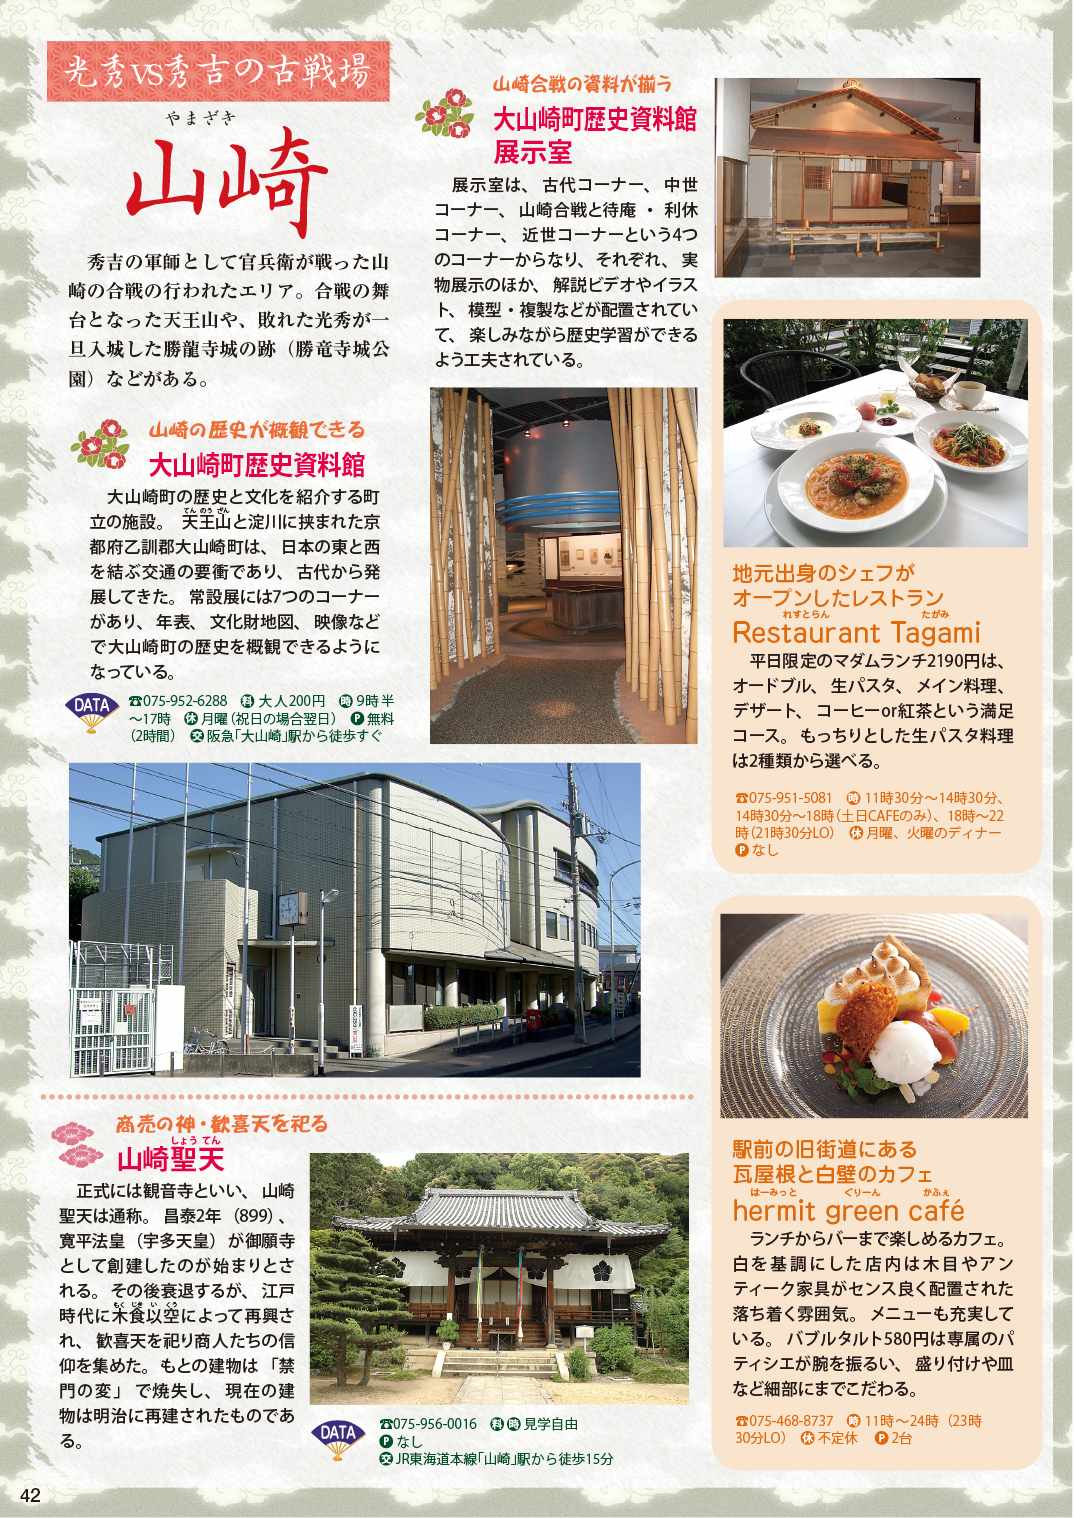 光秀VS秀吉の古戦場
やまざき
山崎
秀吉の軍師として官兵衛が戦った山
崎の合戦の行われたエリア。合戦の舞
台となった天王山や、敗れた光秀が一
旦入城した勝龍寺城の跡（勝竜寺城公
園）などがある。
山崎の歴史が概観できる
大山崎町歴史資料館
大山崎町の歴史と文化を紹介する町
立の施設。天王山と淀川に挟まれた京
てんのうざん
都府乙訓郡大山崎町は、日本の東と西
を結ぶ交通の要衝であり、古代から発
展してきた。常設展には7つのコーナー
があり、年表、文化財地図、映像など
で大山崎町の歴史を概観できるように
なっている。
DATA
☎075-952-6288 料 大人200円 時 9時半
～17時 休 月曜（祝日の場合翌日） P 無料
（2時間） 交 阪急「大山崎」駅から徒歩すぐ
山崎合戦の資料が揃う
大山崎町歴史資料館
展示室
展示室は、古代コーナー、中世
コーナー、山崎合戦と待庵・利休
コーナー、近世コーナーという4つ
のコーナーからなり、それぞれ、実
物展示のほか、解説ビデオやイラス
ト、模型・複製などが配置されてい
て、楽しみながら歴史学習ができる
よう工夫されている。
商売の神・歓喜天を祀る
しょうてん
山崎聖天
正式には観音寺といい、山崎
聖天は通称。昌泰2年（899）、
寛平法皇（宇多天皇）が御願寺
として創建したのが始まりとさ
れる。その後衰退するが、江戸
時代に木食以空によって再興さ
もくじきいくう
れ、歓喜天を祀り商人たちの信
仰を集めた。もとの建物は「禁
門の変」で焼失し、現在の建
物は明治に再建されたものであ
る。
DATA
☎075-956-0016 料 時 見学自由
P なし
交 JR東海道本線「山崎」駅から徒歩15分
地元出身のシェフが
オープンしたレストラン
れすとらん たがみ
Restaurant Tagami
平日限定のマダムランチ2190円は、
オードブル、生パスタ、メイン料理、
デザート、コーヒーor紅茶という満足
コース。もっちりとした生パスタ料理
は2種類から選べる。
☎075-951-5081 時 11時30分～14時30分、
14時30分～18時（土日CAFEのみ）、18時～22
時（21時30分LO） 休 月曜、火曜のディナー
P なし
駅前の旧街道にある
瓦屋根と白壁のカフェ
はーみっと ぐりーん かふぇ
hermit green café
ランチからバーまで楽しめるカフェ。
白を基調にした店内は木目やアン
ティーク家具がセンス良く配置された
落ち着く雰囲気。メニューも充実して
いる。バブルタルト580円は専属のパ
ティシエが腕を振るい、盛り付けや皿
など細部にまでこだわる。
☎075-468-8737 時 11時～24時（23時
30分LO） 休 不定休 P 2台
42